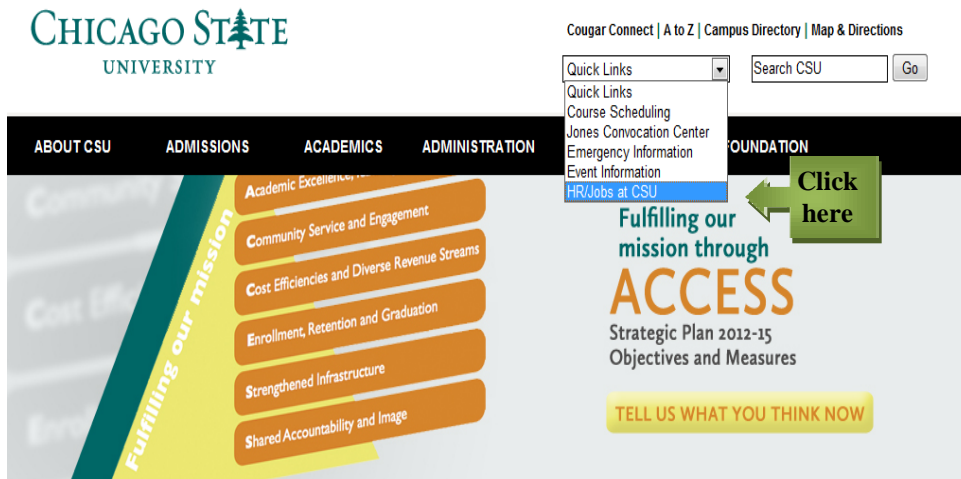 CHICAGO STATE
UNIVERSITY
Cougar Connect | A to Z | Campus Directory | Map & Directions
Quick Links
Search CSU
Go
Quick Links
Course Scheduling
Jones Convocation Center
Emergency Information
Event Information
HR/Jobs at CSU
ABOUT CSU
ADMISSIONS
ACADEMICS
ADMINISTRATION
Click
here
Fulfilling our mission
Academic Excellence,
Community Service and Engagement
Cost Efficiencies and Diverse Revenue Streams
Enrollment, Retention and Graduation
Strengthened Infrastructure
Shared Accountability and Image
Fulfilling our
mission through
ACCESS
Strategic Plan 2012-15
Objectives and Measures
TELL US WHAT YOU THINK NOW